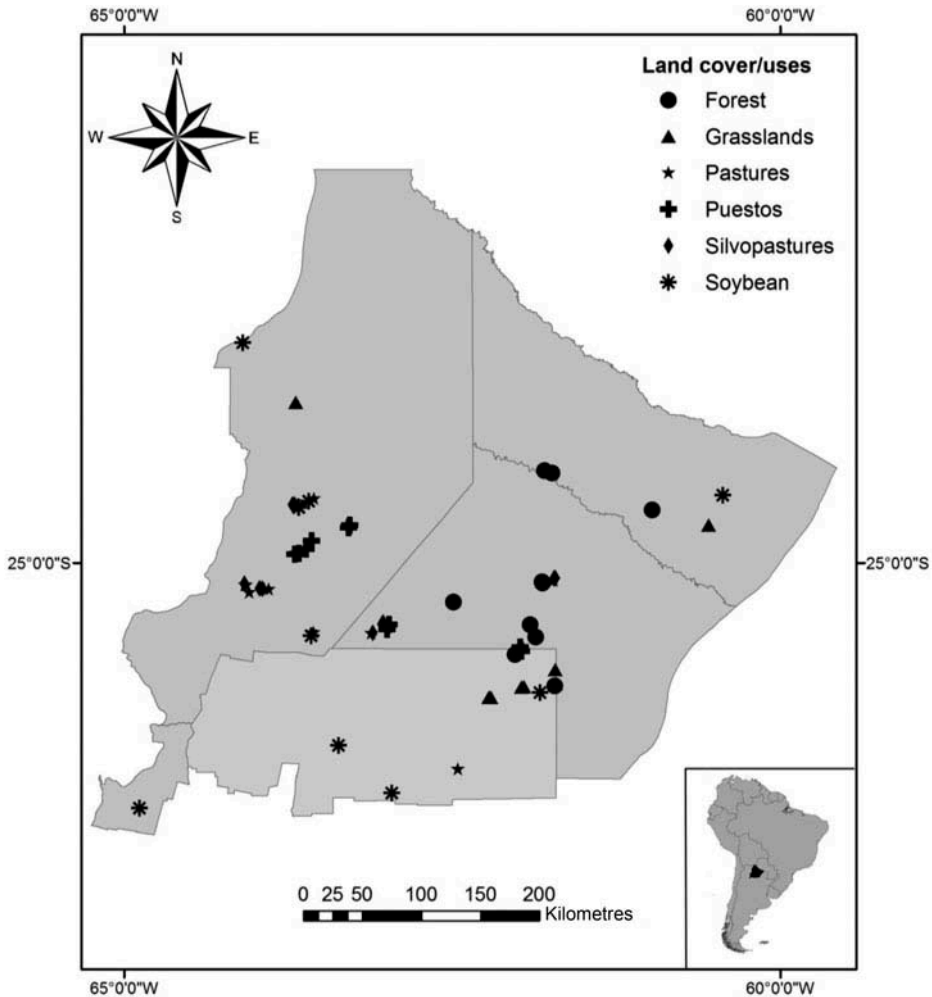 65°0'0"W 60°0'0"W
N
W E
S
Land cover/uses
Forest
Grasslands
Pastures
Puestos
Silvopastures
Soybean
25°0'0"S 25°0'0"S
0 25 50 100 150 200
Kilometres
65°0'0"W 60°0'0"W